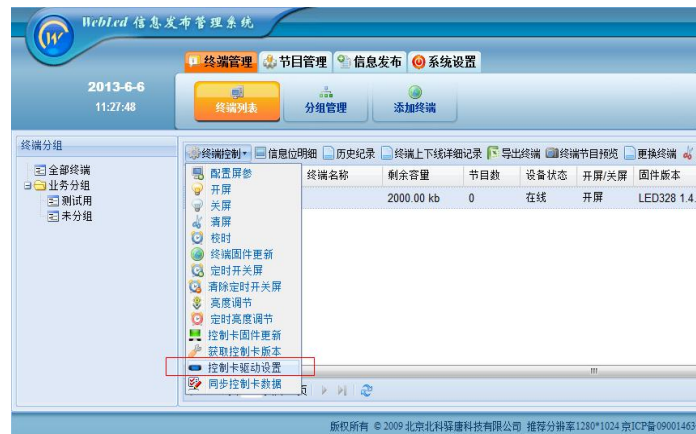 WebLed 信息发布管理系统
终端管理 节目管理 信息发布 系统设置
2013-6-6
11:27:48
终端列表 分组管理 添加终端
终端分组
全部终端
业务分组
测试用
未分组
终端控制 信息位明细 历史纪录 终端上下线详细记录 导出终端 终端节目预览 更换终端
终端名称 剩余容量 节目数 设备状态 开屏/关屏 固件版本
2000.00 kb 0 在线 开屏 LED328 1.4.
配置屏参
开屏
关屏
清屏
校时
终端固件更新
定时开关屏
清除定时开关屏
亮度调节
定时亮度调节
控制卡固件更新
获取控制卡版本
控制卡驱动设置
同步控制卡数据
页
版权所有 © 2009 北京北科驿唐科技有限公司 推荐分辨率1280*1024 京ICP备09001463